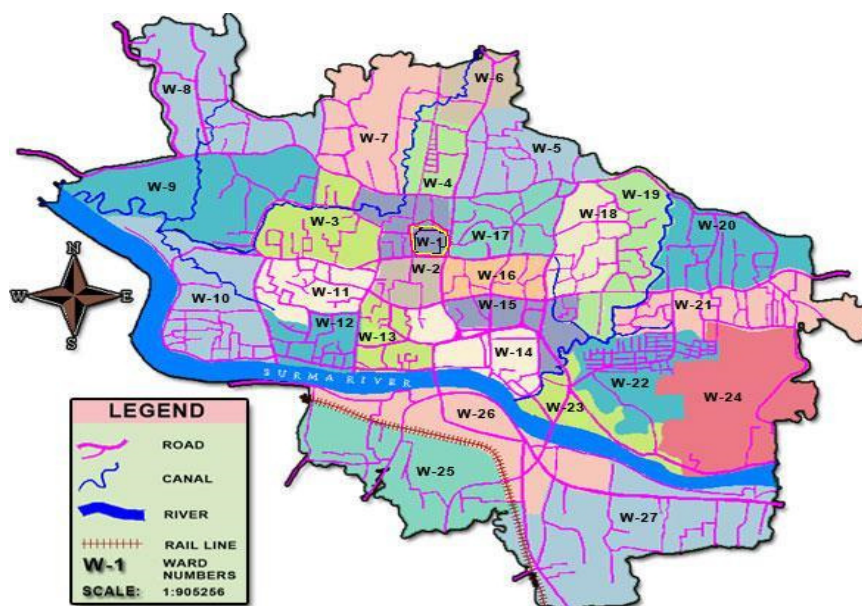 W-6
W-8
W-7
W-5
W-4
W-9
W-19
W-18
W-20
W-3
W-17
W-1
N
W-2
W-16
W E
W-10
W-11
W-21
W-15
S
W-12
W-13
W-14
SURMA RIVER
W-22
W-24
W-23
W-26
LEGEND
ROAD
W-25
CANAL
RIVER
W-27
RAIL LINE
W-1 WARD
NUMBERS
SCALE: 1:905256